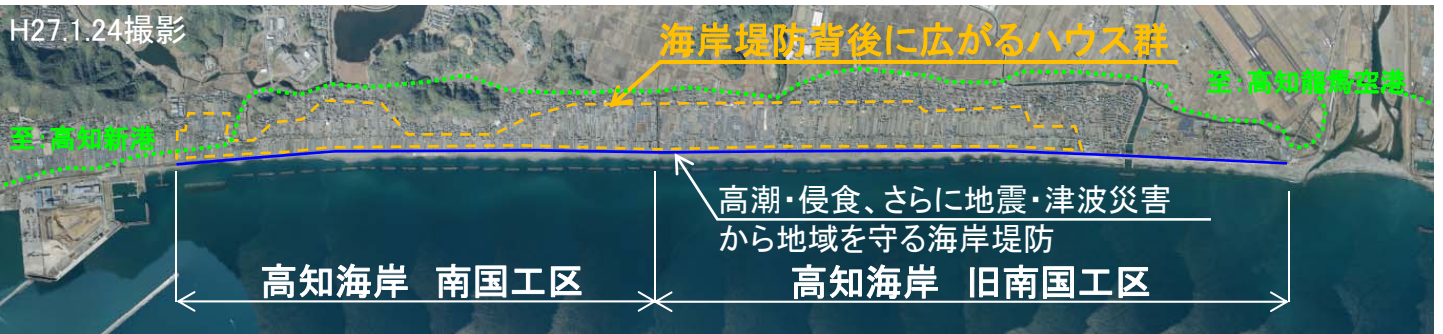 H27.1.24撮影
海岸堤防背後に広がるハウス群
至:高知龍馬空港
至:高知新港
高潮・侵食、さらに地震・津波災害
から地域を守る海岸堤防
高知海岸 南国工区
高知海岸 旧南国工区